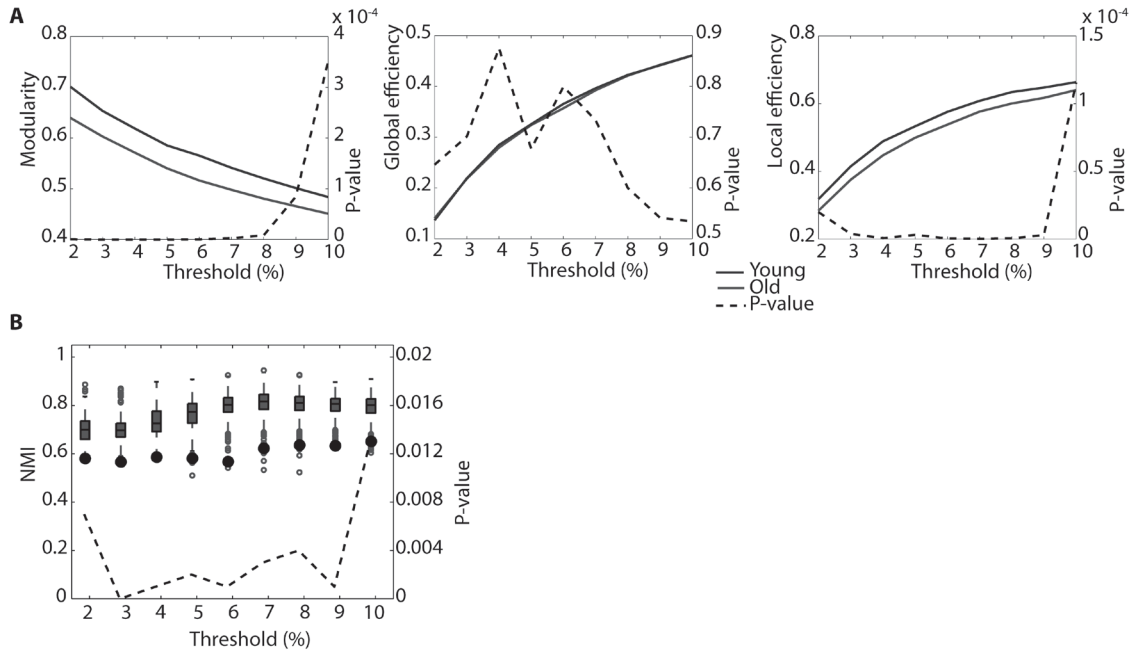 A
Modularity
0.8
0.7
0.6
0.5
0.4
2 3 4 5 6 7 8 9 10
Threshold (%)
x 10-4
4
3
2
1
0
P-value
Global efficiency
0.5
0.4
0.3
0.2
0.1
2 3 4 5 6 7 8 9 10
Threshold (%)
0.9
0.8
0.7
0.6
0.5
P-value
Local efficiency
0.8
0.6
0.4
0.2
2 3 4 5 6 7 8 9 10
Threshold (%)
x 10-4
1.5
1
0.5
0
P-value
Young
Old
P-value
B
NMI
1
0.8
0.6
0.4
0.2
0
2 3 4 5 6 7 8 9 10
Threshold (%)
0.02
0.016
0.012
0.008
0.004
0
P-value